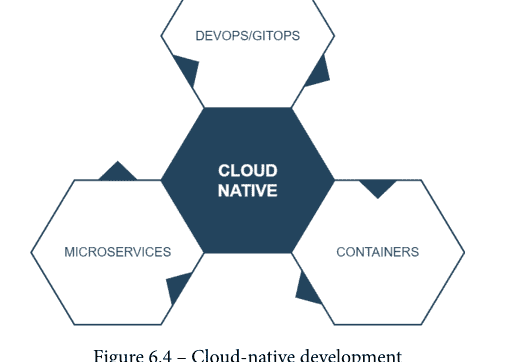 DEVOPS/GITOPS
CLOUD
NATIVE
MICROSERVICES
CONTAINERS
Figure 6.4 – Cloud-native development